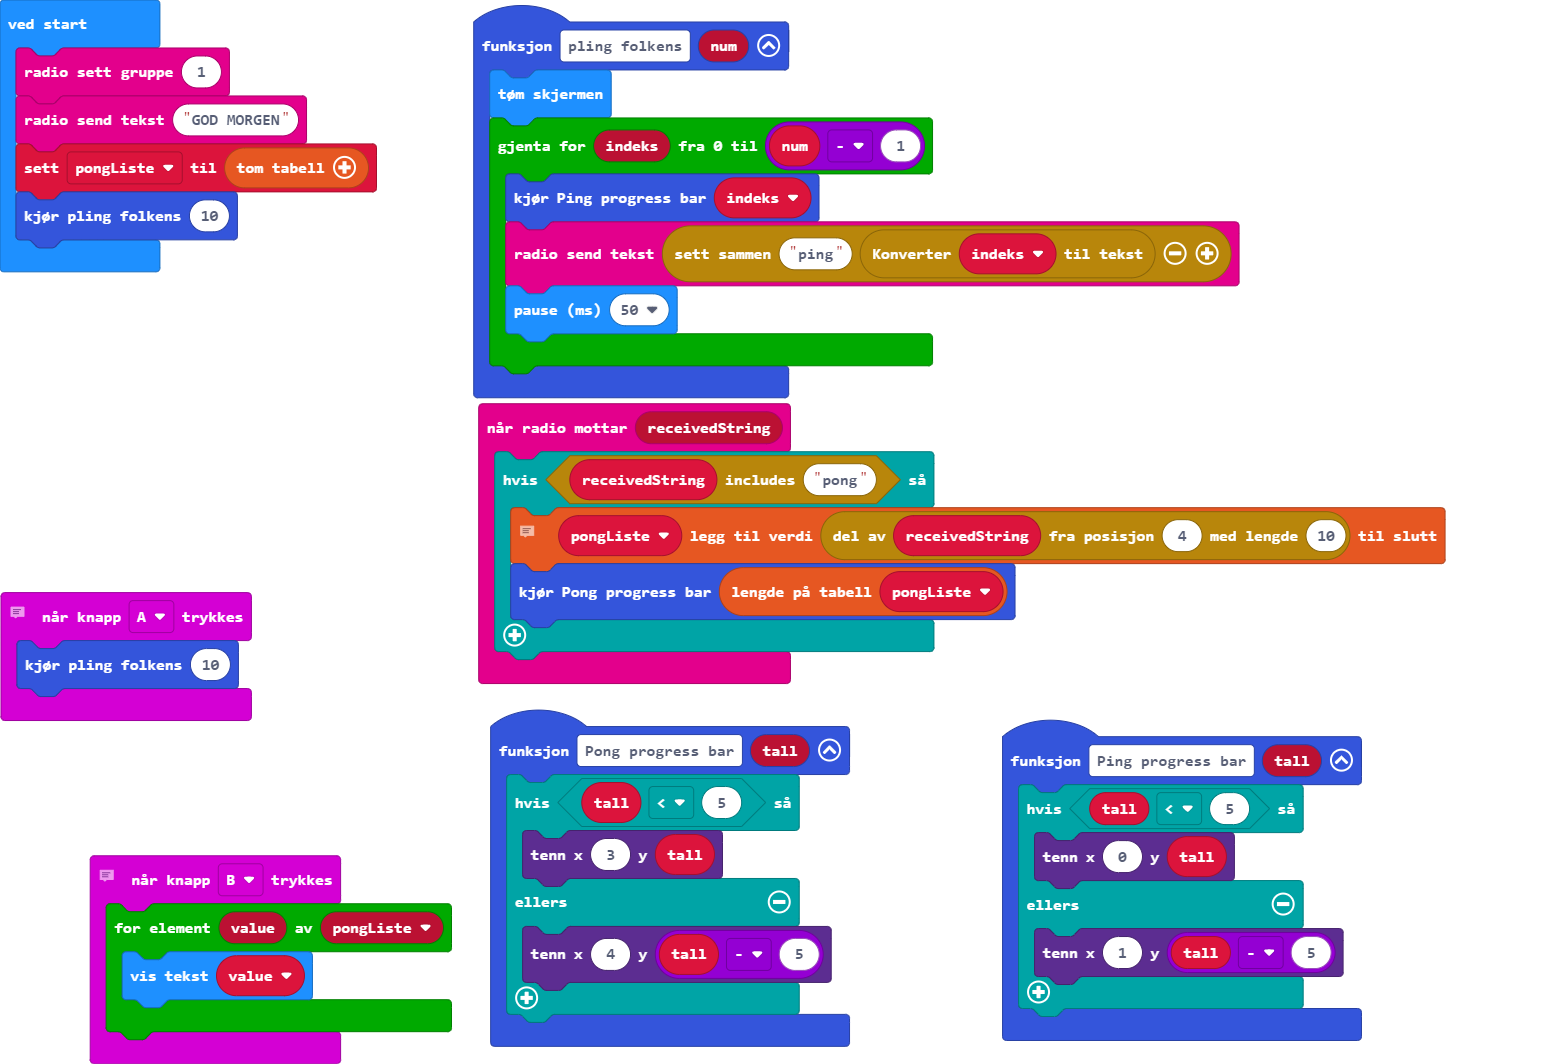 ved start
radio sett gruppe 1
radio send tekst "GOD MORGEN"
sett pongListe til tom tabell
kjør pling folkens 10
funksjon pling folkens num
tøm skjermen
gjenta for indeks fra 0 til num - 1
kjør Ping progress bar indeks
radio send tekst sett sammen "ping" Konverter indeks til tekst
pause (ms) 50
når radio mottar receivedString
hvis receivedString includes "pong" så
pongListe legg til verdi del av receivedString fra posisjon 4 med lengde 10 til slutt
kjør Pong progress bar lengde på tabell pongListe
når knapp A trykkes
kjør pling folkens 10
når knapp B trykkes
for element value av pongListe
vis tekst value
funksjon Pong progress bar tall
hvis tall < 5 så
tenn x 3 y tall
ellers
tenn x 4 y tall - 5
funksjon Ping progress bar tall
hvis tall < 5 så
tenn x 0 y tall
ellers
tenn x 1 y tall - 5